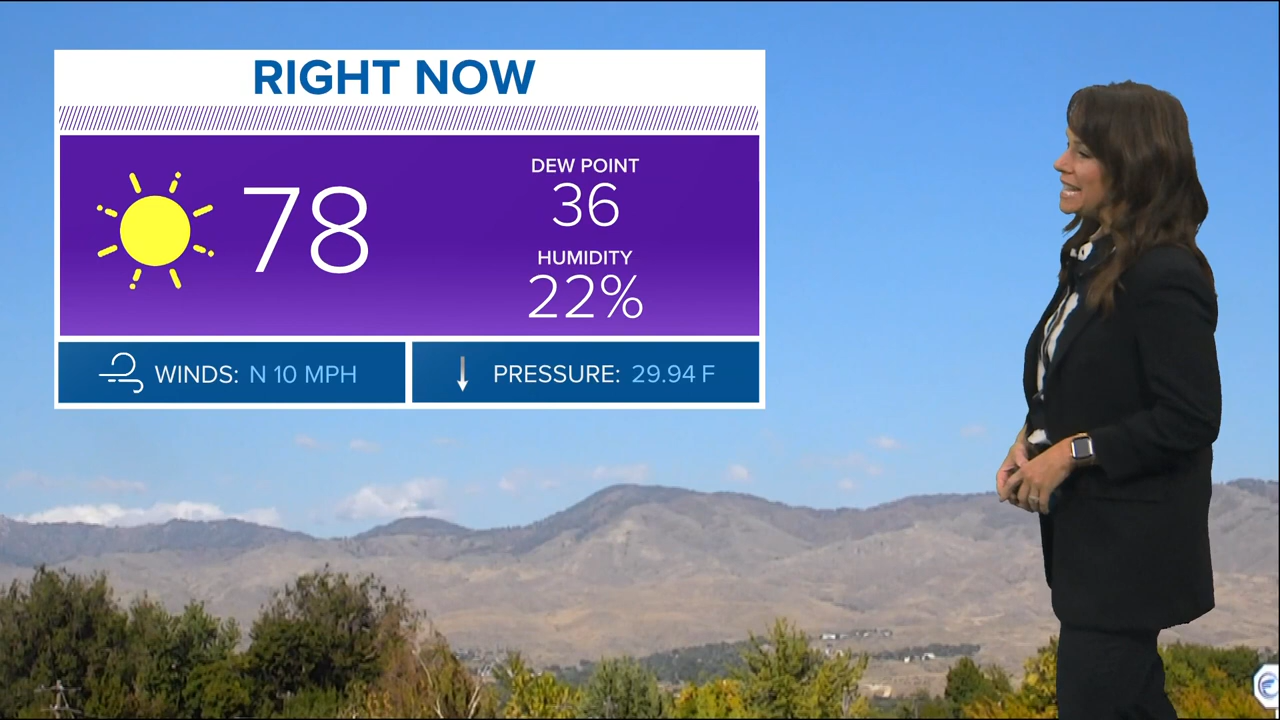 RIGHT NOW
78
DEW POINT
36
HUMIDITY
22%
WINDS: N 10 MPH
PRESSURE: 29.94 F